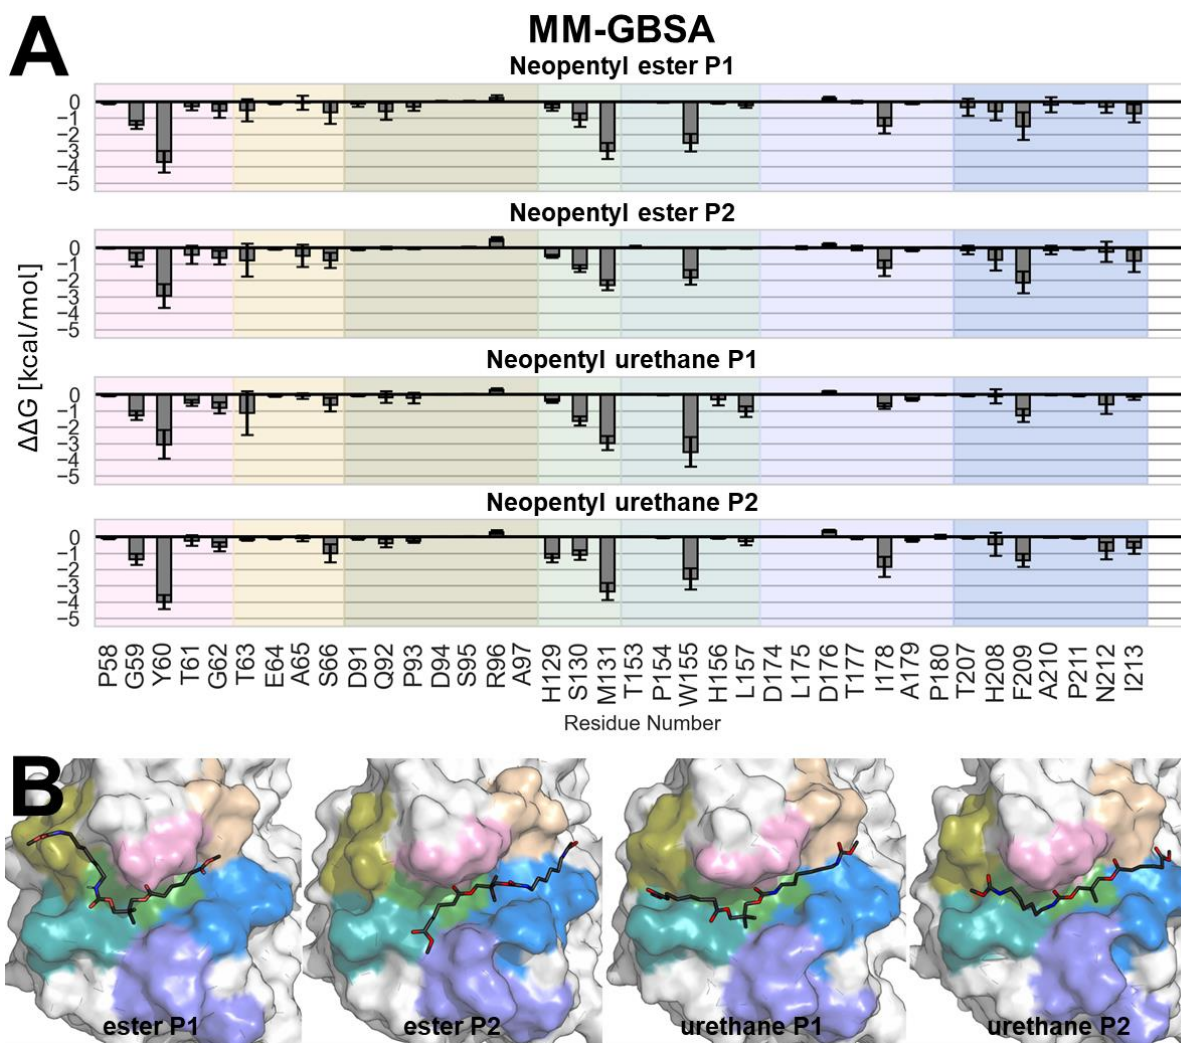 A
MM-GBSA
Neopentyl ester P1
0
−1
−2
−3
−4
−5
Neopentyl ester P2
0
−1
−2
−3
−4
−5
Neopentyl urethane P1
0
−1
−2
−3
−4
−5
Neopentyl urethane P2
0
−1
−2
−3
−4
−5
ΔΔG [kcal/mol]
P58 G59 Y60 T61 G62 T63 E64 A65 S66 D91 Q92 P93 D94 S95 R96 A97 H129 S130 M131 T153 P154 W155 H156 L157 D174 L175 D176 T177 I178 A179 P180 T207 H208 F209 A210 P211 N212 I213
Residue Number
B
ester P1 ester P2 urethane P1 urethane P2